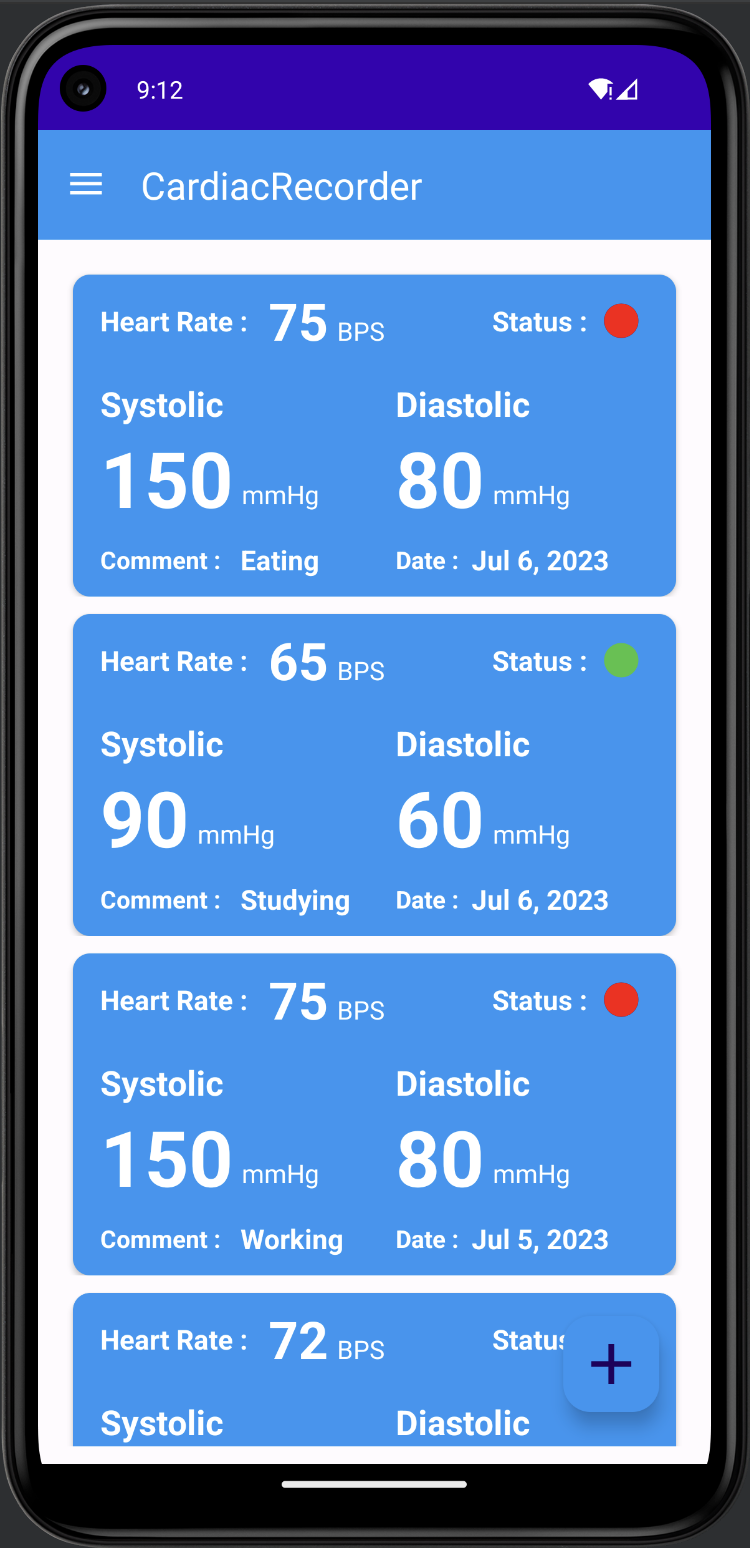 9:12
CardiacRecorder
Heart Rate : 75 BPS Status :
Systolic Diastolic
150 mmHg 80 mmHg
Comment : Eating Date : Jul 6, 2023
Heart Rate : 65 BPS Status :
Systolic Diastolic
90 mmHg 60 mmHg
Comment : Studying Date : Jul 6, 2023
Heart Rate : 75 BPS Status :
Systolic Diastolic
150 mmHg 80 mmHg
Comment : Working Date : Jul 5, 2023
Heart Rate : 72 BPS Status
Systolic Diastolic